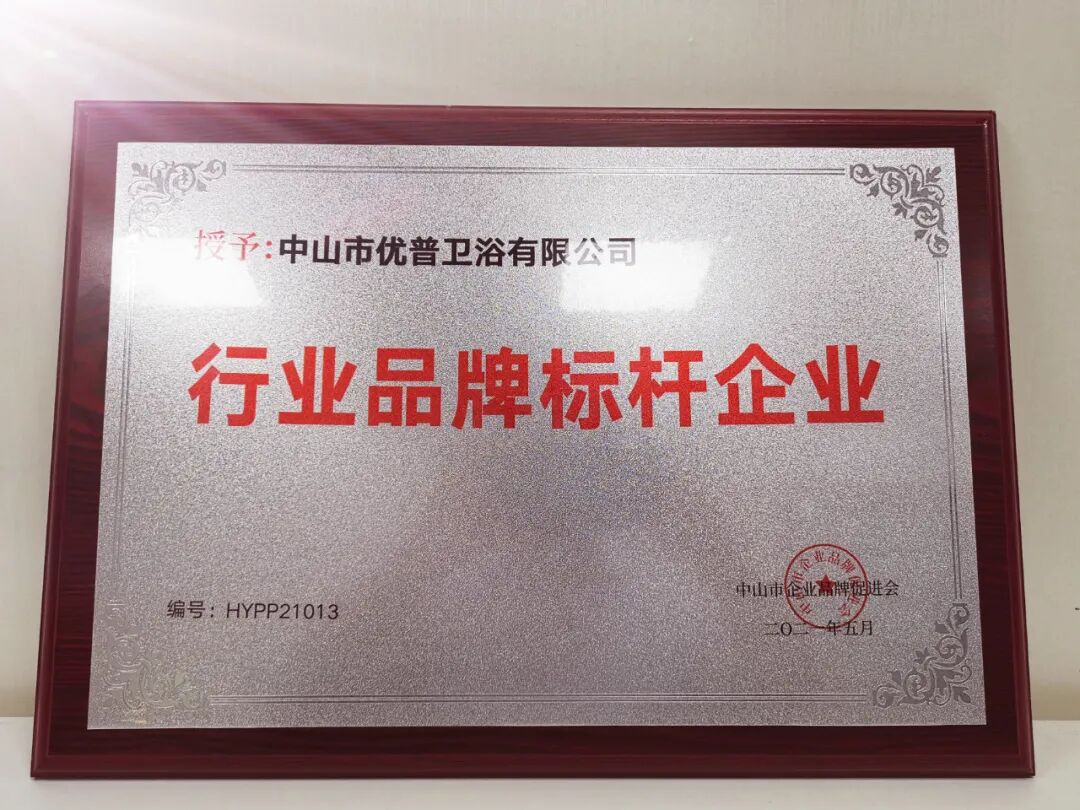 授予：中山市优普卫浴有限公司
行业品牌标杆企业
编号：HYPP21013
中山市企业品牌促进会
二〇二一年五月